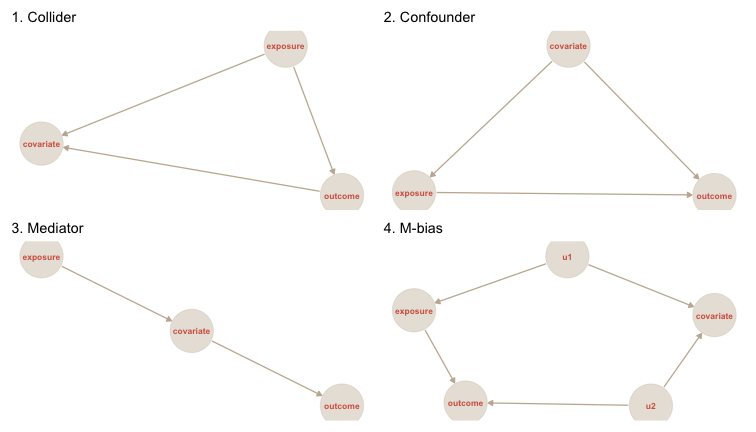 1. Collider
exposure
covariate
outcome
2. Confounder
covariate
exposure
outcome
3. Mediator
exposure
covariate
outcome
4. M-bias
u1
exposure
covariate
outcome
u2